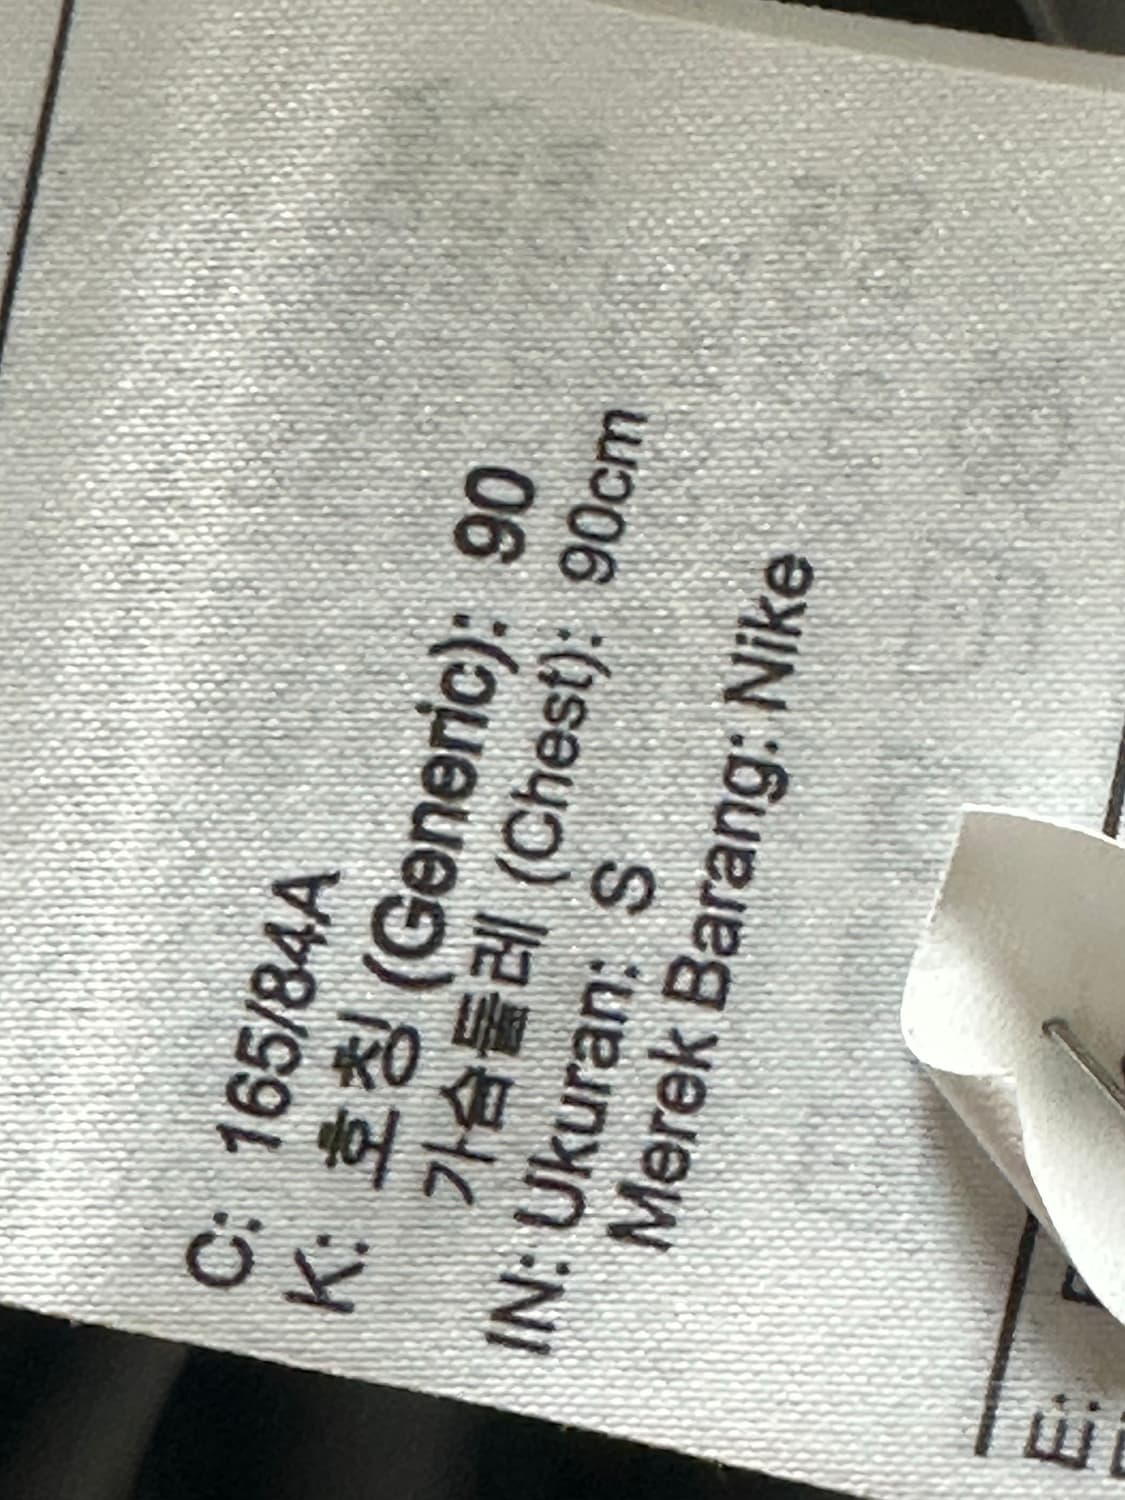 C: 165/84A
K: 호칭 (Generic): 90
가슴둘레 (Chest): 90cm
IN: Ukuran: S
Merek Barang: Nike
E: